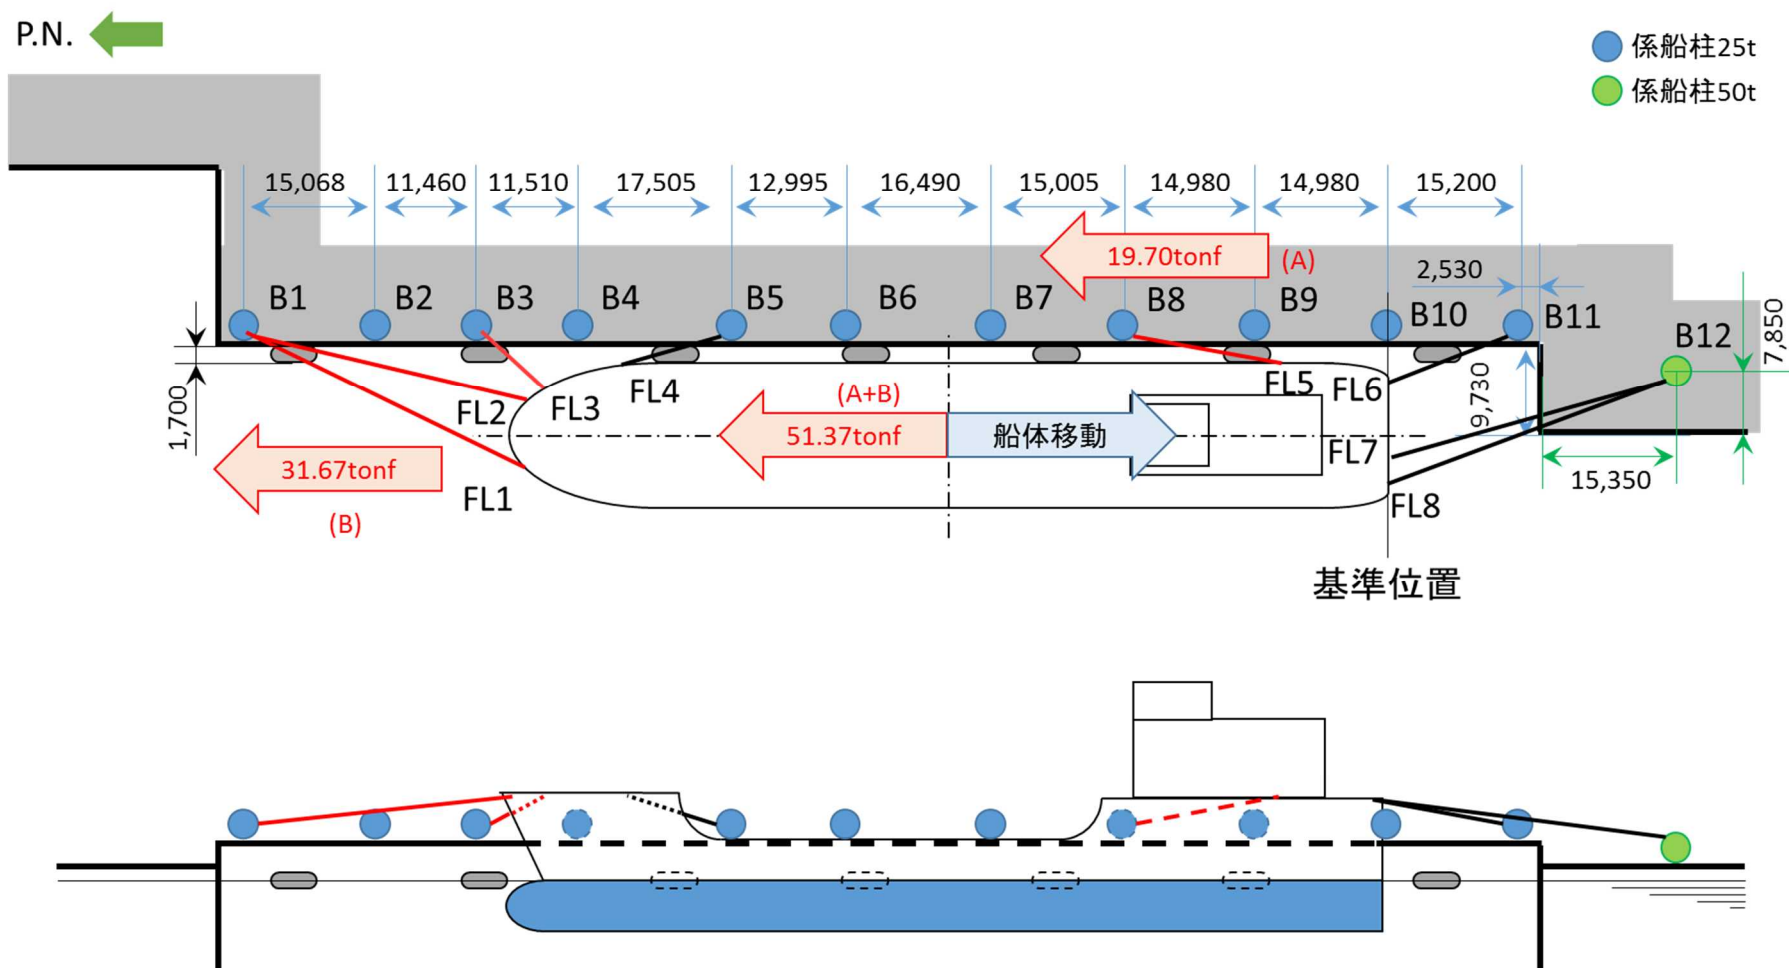 P.N.
係船柱25t
係船柱50t
15,068
11,460
11,510
17,505
12,995
16,490
15,005
14,980
14,980
15,200
19.70tonf
(A)
2,530
B1
B2
B3
B4
B5
B6
B7
B8
B9
B10
B11
B12
7,850
1,700
FL2
FL3
FL4
FL5
FL6
9,730
(A+B)
51.37tonf
船体移動
31.67tonf
(B)
FL1
FL7
FL8
15,350
基準位置